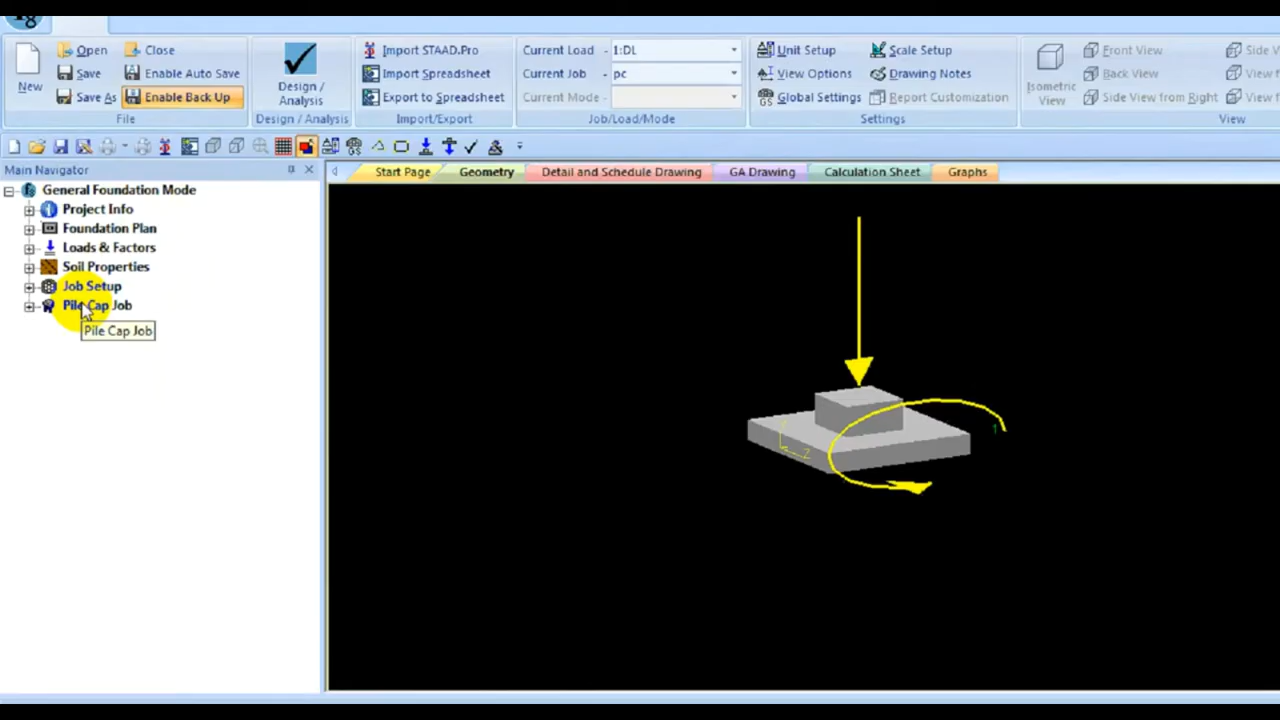 Open Close
Save Enable Auto Save
New Save As Enable Back Up
File
Design /
Analysis
Design / Analysis
Import STAAD.Pro
Import Spreadsheet
Export to Spreadsheet
Import/Export
Current Load - 1:DL
Current Job - pc
Current Mode -
Job/Load/Mode
Unit Setup Scale Setup
View Options Drawing Notes
Global Settings Report Customization
Settings
Isometric
View
Front View Side V
Back View View f
Side View from Right View f
View
Main Navigator
Start Page Geometry Detail and Schedule Drawing GA Drawing Calculation Sheet Graphs
General Foundation Mode
Project Info
Foundation Plan
Loads & Factors
Soil Properties
Job Setup
Pile Cap Job
Pile Cap Job
Z
1